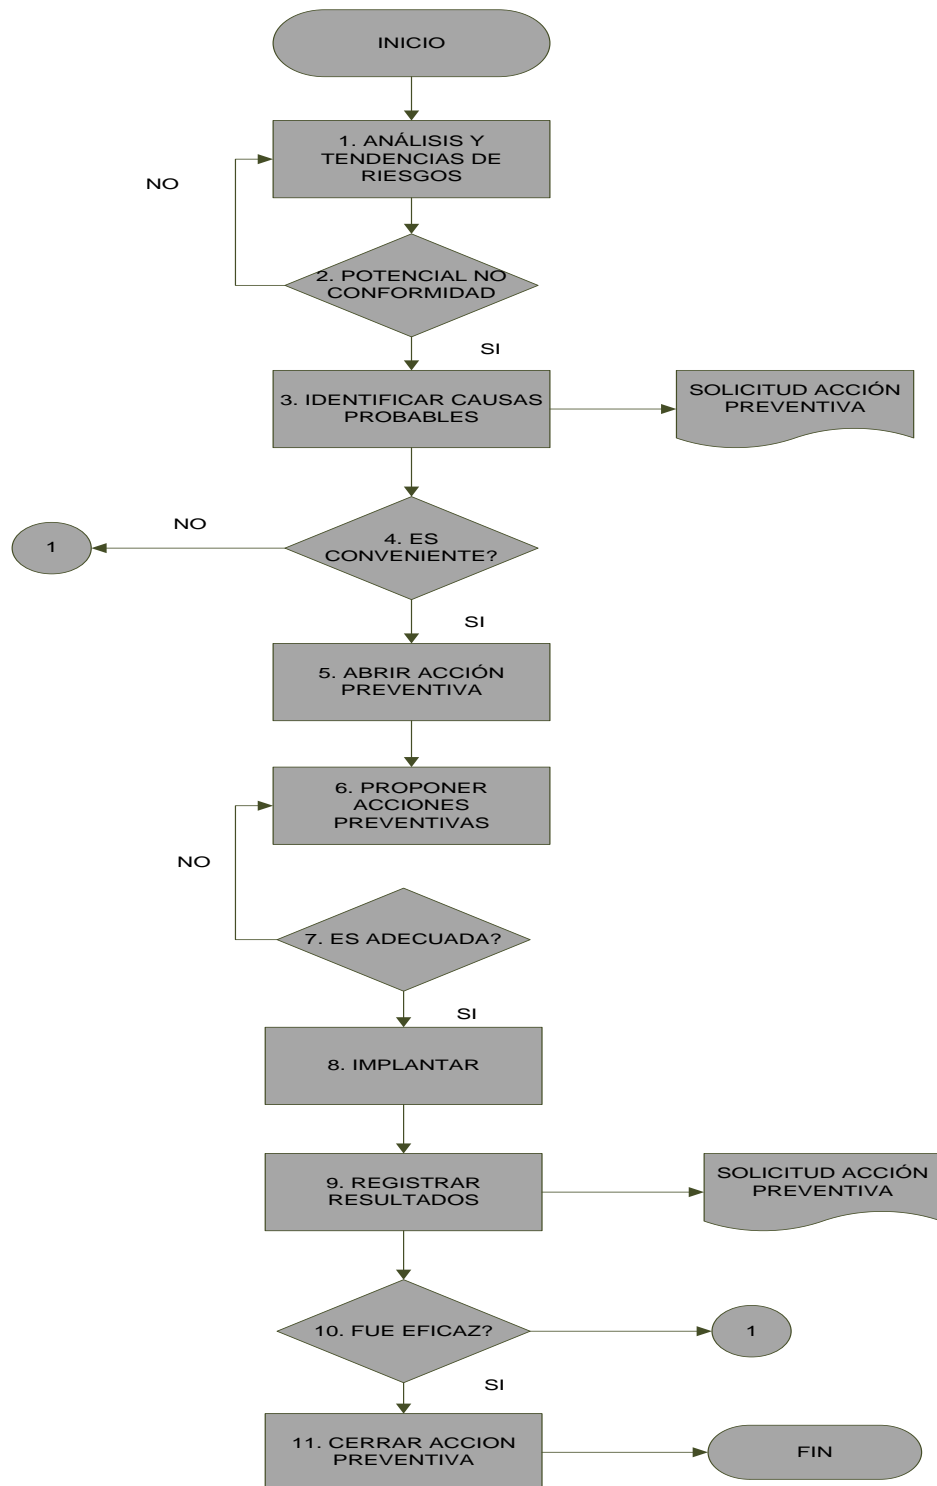 INICIO
1. ANÁLISIS Y
TENDENCIAS DE
RIESGOS
NO
2. POTENCIAL NO
CONFORMIDAD
SI
3. IDENTIFICAR CAUSAS
PROBABLES
SOLICITUD ACCIÓN
PREVENTIVA
NO
1
4. ES
CONVENIENTE?
SI
5. ABRIR ACCIÓN
PREVENTIVA
6. PROPONER
ACCIONES
PREVENTIVAS
NO
7. ES ADECUADA?
SI
8. IMPLANTAR
9. REGISTRAR
RESULTADOS
SOLICITUD ACCIÓN
PREVENTIVA
10. FUE EFICAZ?
1
SI
11. CERRAR ACCION
PREVENTIVA
FIN